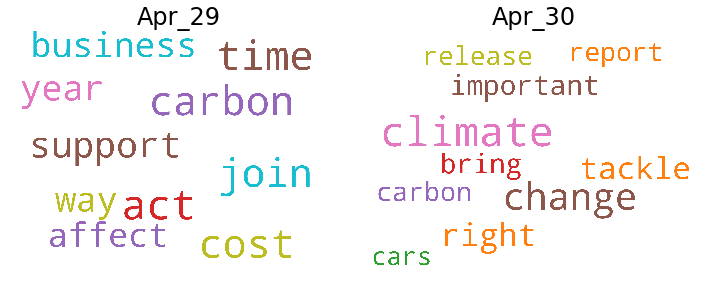 Apr_29
business
time
year
carbon
support
join
way
act
affect
cost
Apr_30
release
report
important
climate
bring
tackle
carbon
change
right
cars